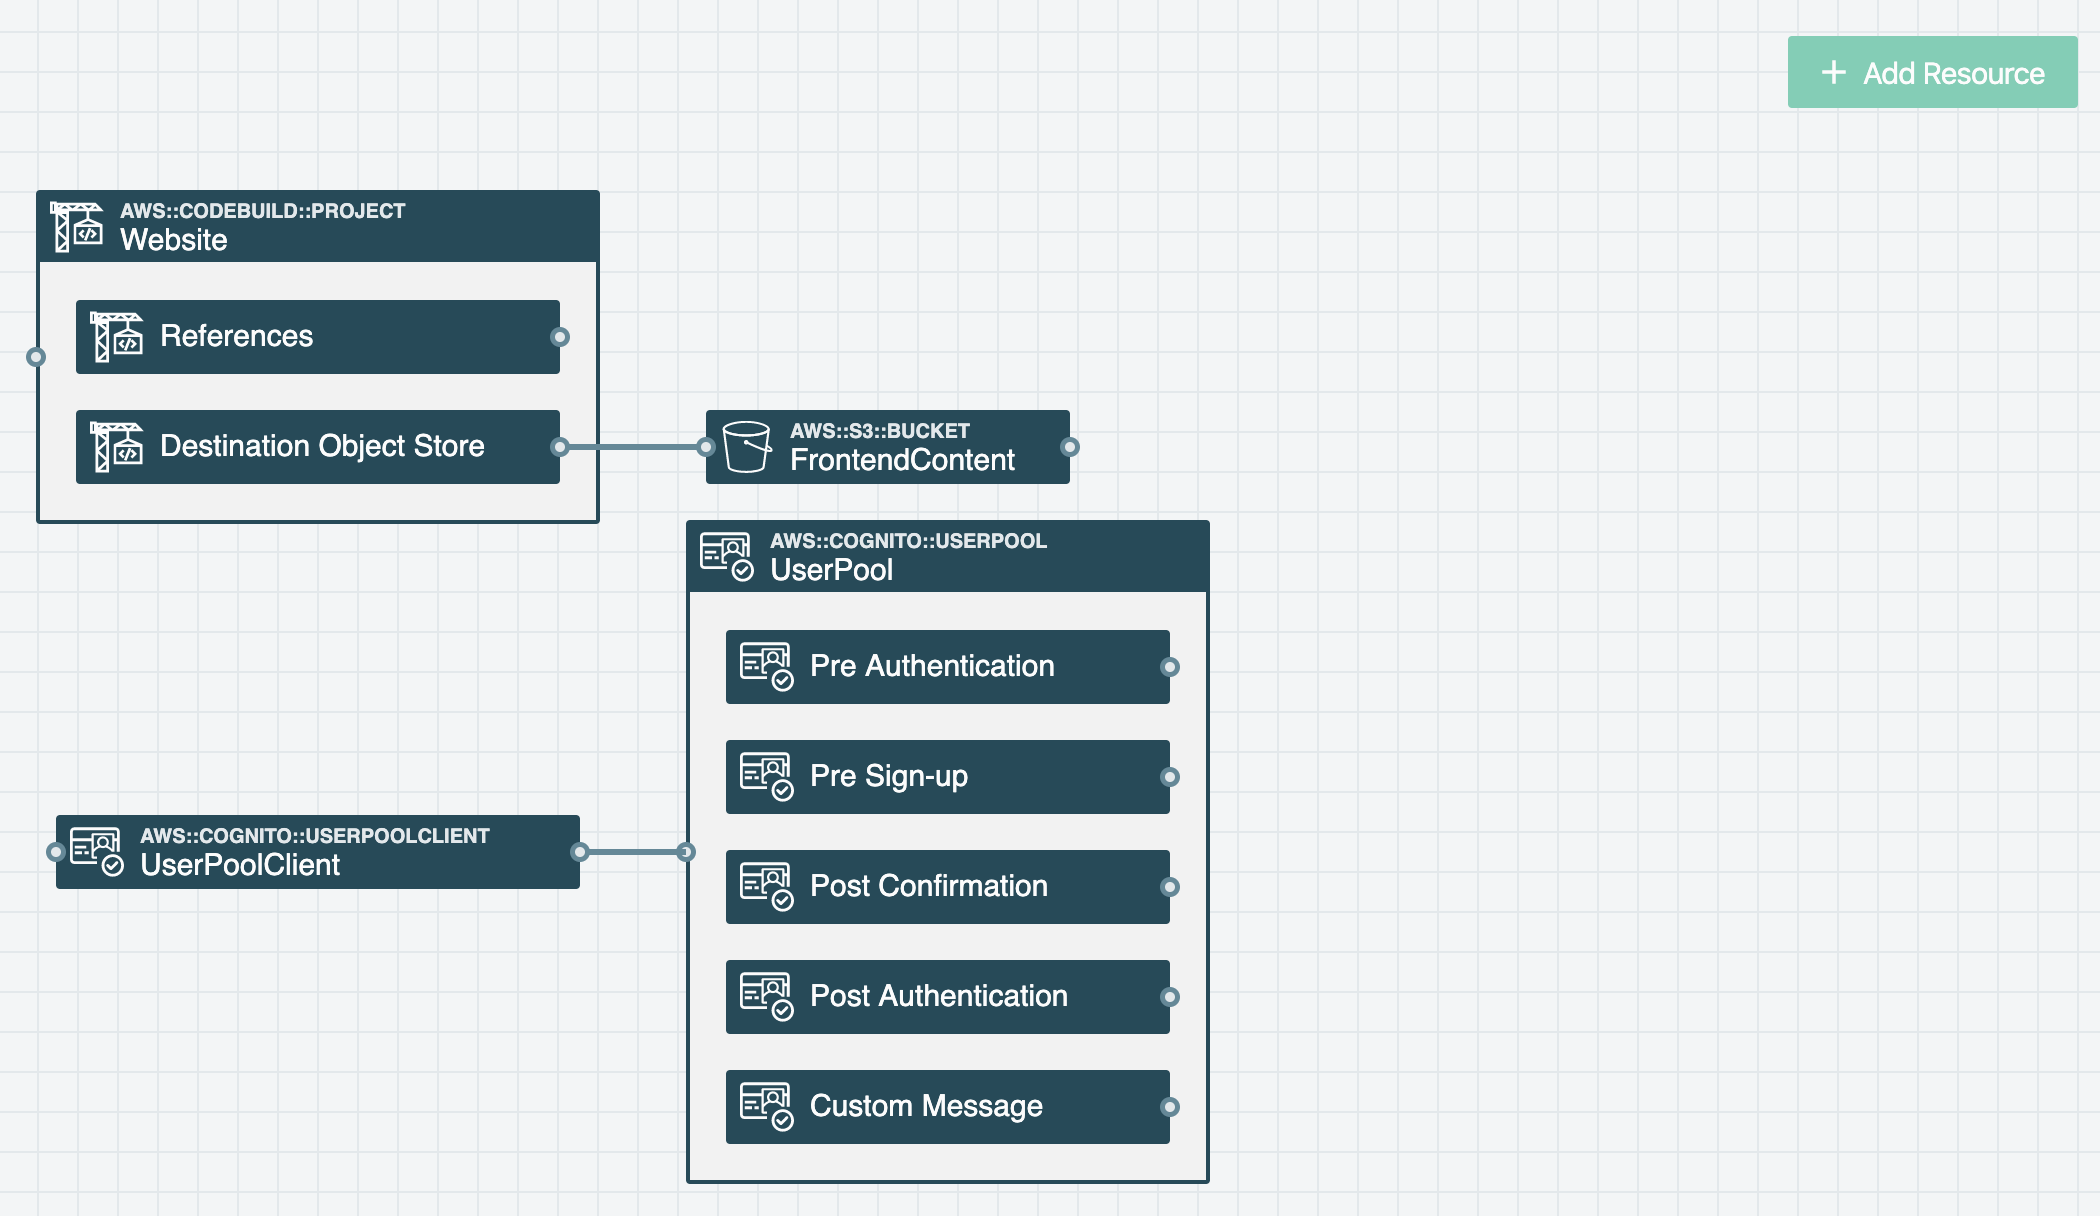 + Add Resource
AWS::CODEBUILD::PROJECT
Website
References
Destination Object Store
AWS::S3::BUCKET
FrontendContent
AWS::COGNITO::USERPOOL
UserPool
Pre Authentication
Pre Sign-up
AWS::COGNITO::USERPOOLCLIENT
UserPoolClient
Post Confirmation
Post Authentication
Custom Message